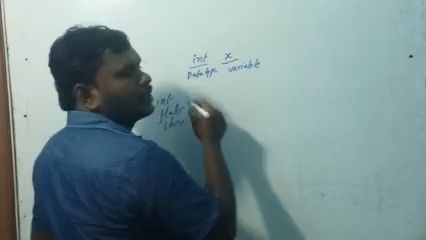 int x
Datatype variable
int
float
char